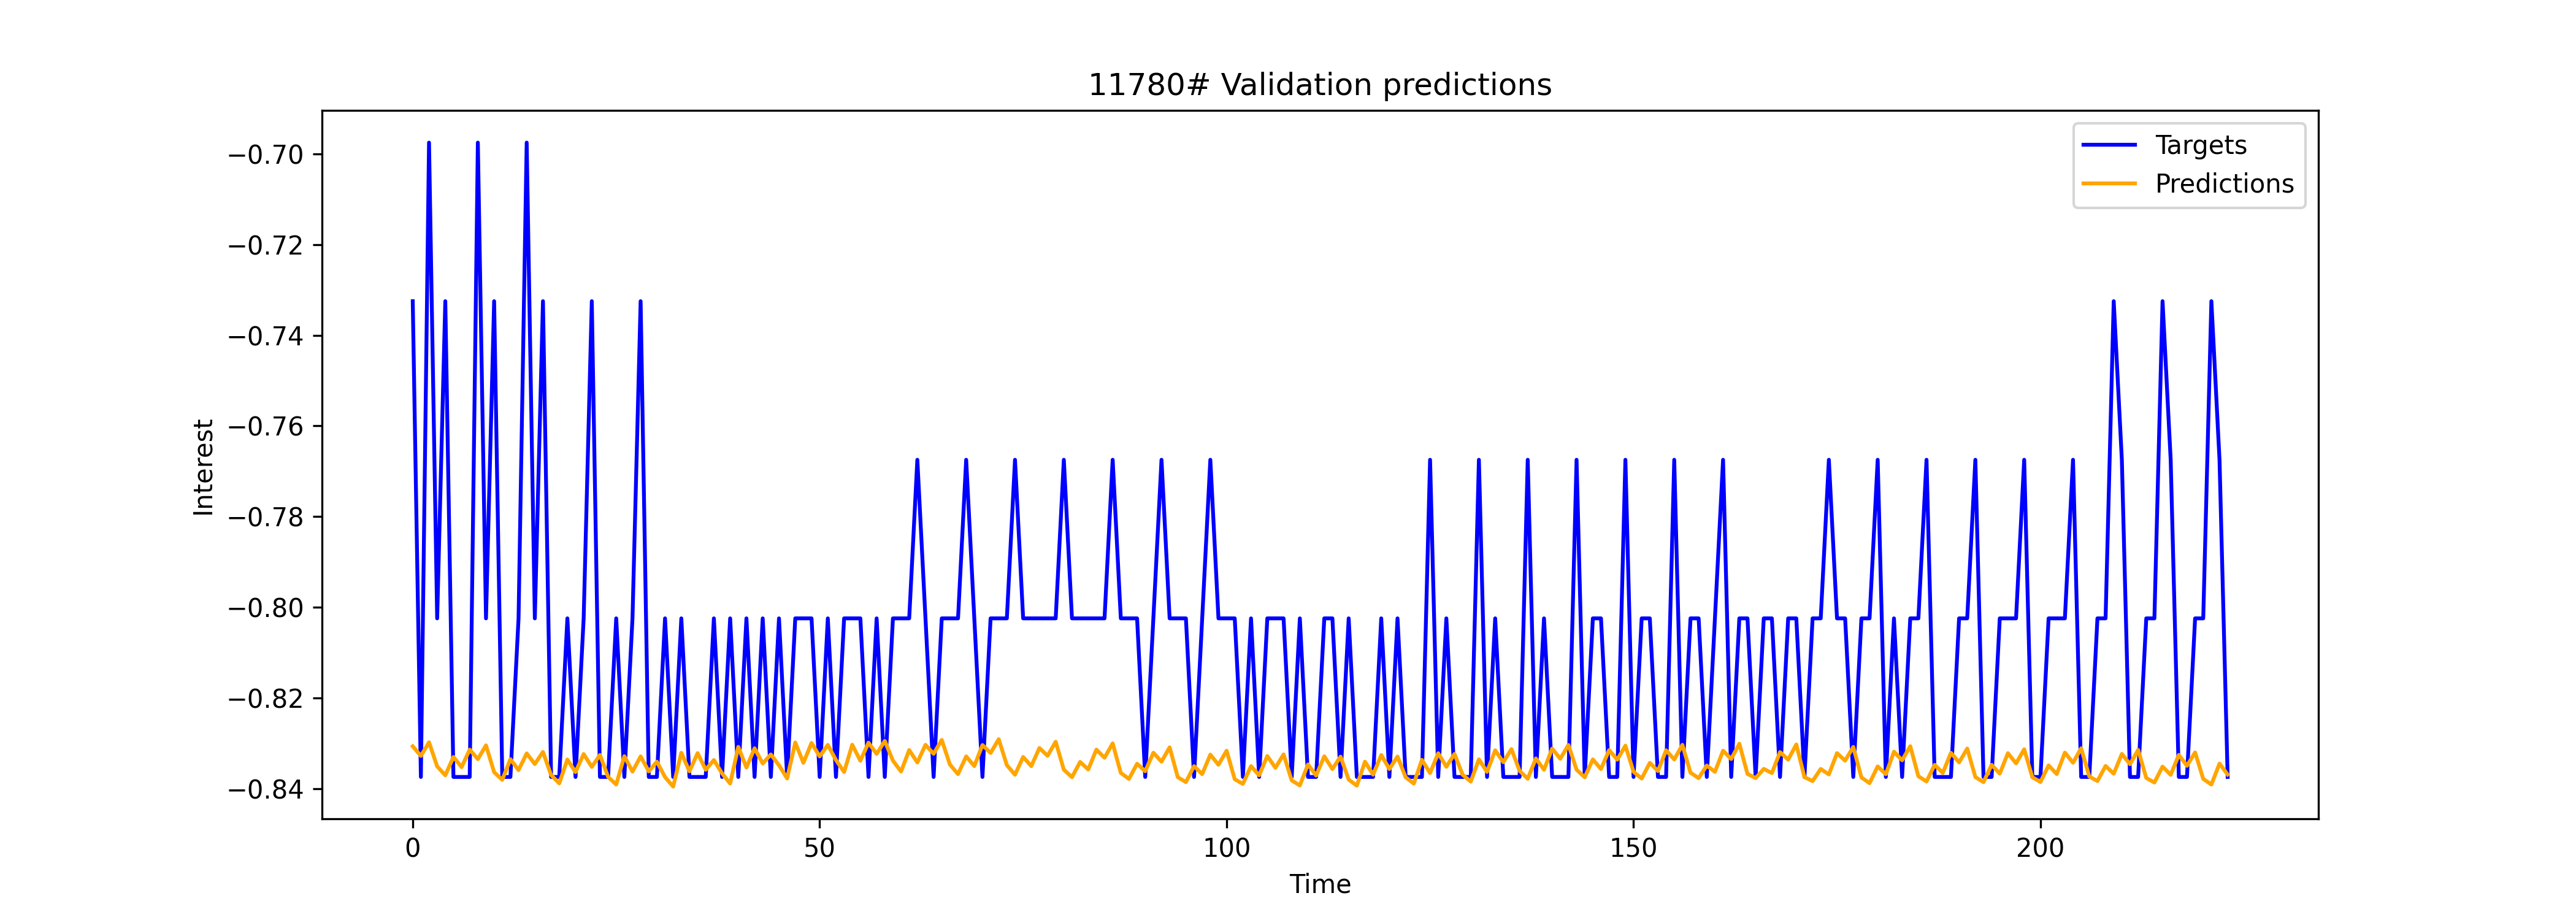 11780# Validation predictions
Targets
Predictions
Interest
−0.70
−0.72
−0.74
−0.76
−0.78
−0.80
−0.82
−0.84
0 50 100 150 200
Time